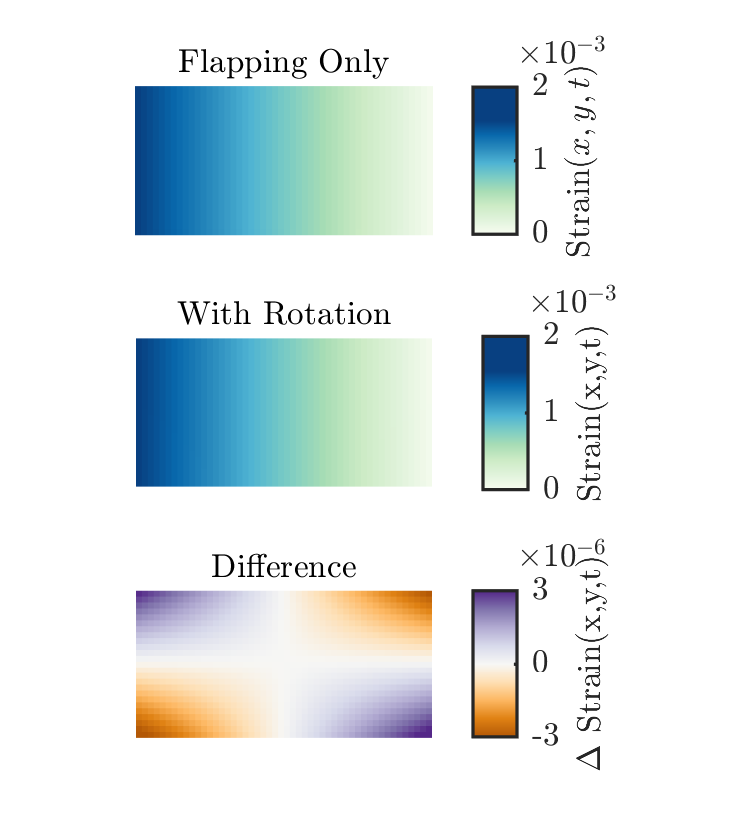 Flapping Only
×10⁻³
2
1
0
Strain(x, y, t)
With Rotation
×10⁻³
2
1
0
Strain(x,y,t)
Difference
×10⁻⁶
3
0
-3
Δ Strain(x,y,t)